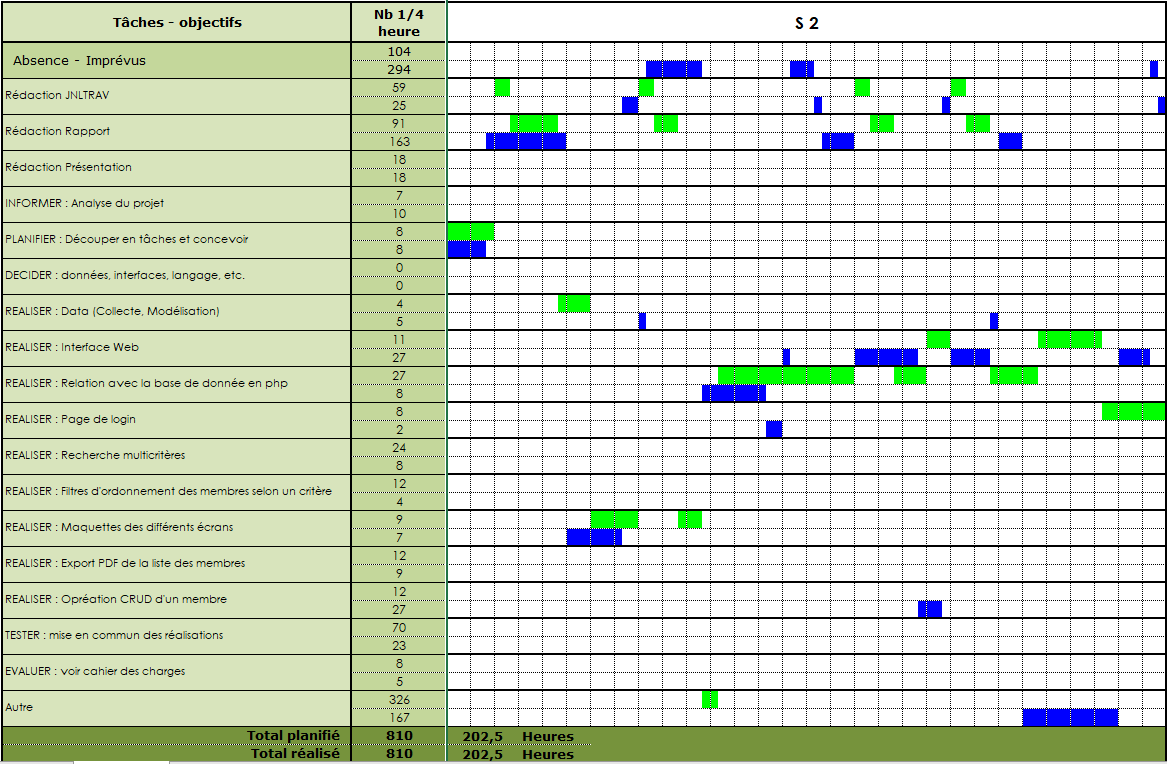 Tâches - objectifs
Nb 1/4
heure
S 2
Absence - Imprévus
104
294
Rédaction JNLTRAV
59
25
Rédaction Rapport
91
163
Rédaction Présentation
18
18
INFORMER : Analyse du projet
7
10
PLANIFIER : Découper en tâches et concevoir
8
8
DECIDER : données, interfaces, langage, etc.
0
0
REALISER : Data (Collecte, Modélisation)
4
5
REALISER : Interface Web
11
27
REALISER : Relation avec la base de donnée en php
27
8
REALISER : Page de login
8
2
REALISER : Recherche multicritères
24
8
REALISER : Filtres d'ordonnement des membres selon un critère
12
4
REALISER : Maquettes des différents écrans
9
7
REALISER : Export PDF de la liste des membres
12
9
REALISER : Opréation CRUD d'un membre
12
27
TESTER : mise en commun des réalisations
70
23
EVALUER : voir cahier des charges
8
5
Autre
326
167
Total planifié 810 202,5 Heures
Total réalisé 810 202,5 Heures